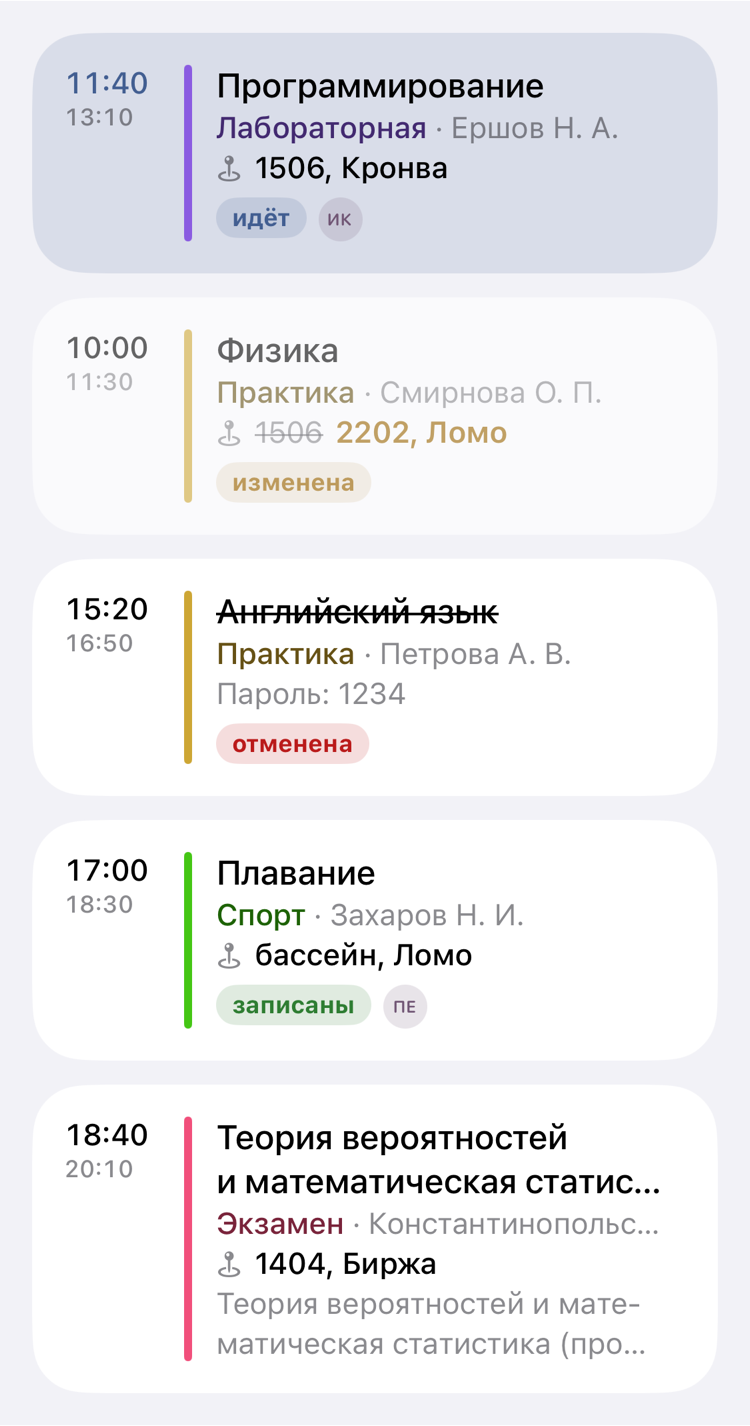 11:40
13:10
Программирование
Лабораторная · Ершов Н. А.
1506, Кронва
идёт ИК
10:00
11:30
Физика
Практика · Смирнова О. П.
1506 2202, Ломо
изменена
15:20
16:50
Английский язык
Практика · Петрова А. В.
Пароль: 1234
отменена
17:00
18:30
Плавание
Спорт · Захаров Н. И.
бассейн, Ломо
записаны ПЕ
18:40
20:10
Теория вероятностей
и математическая статис...
Экзамен · Константинопольс...
1404, Биржа
Теория вероятностей и мате-
матическая статистика (про...